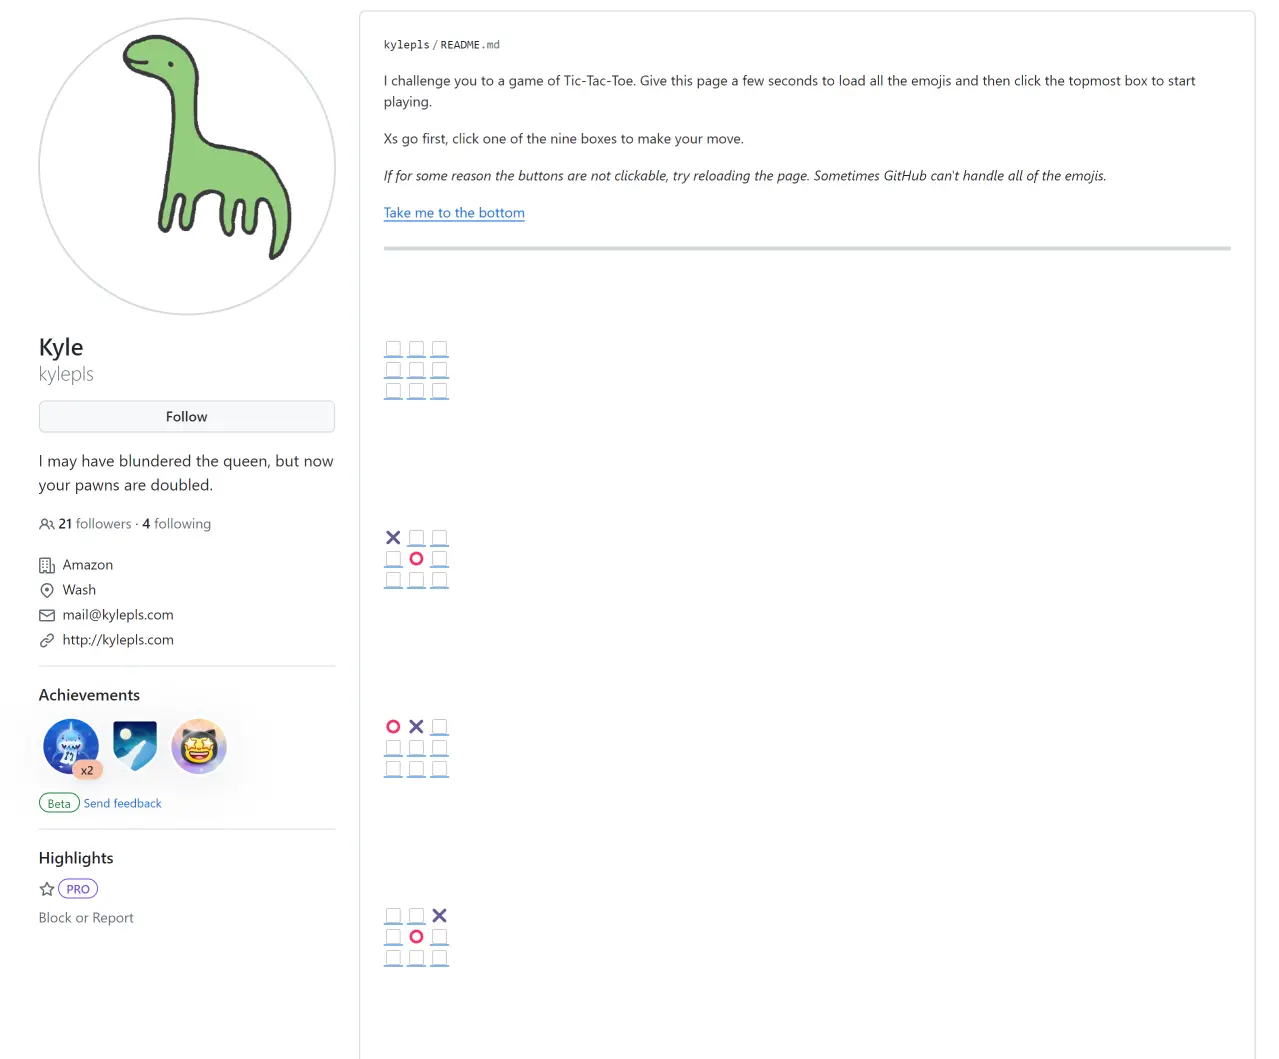 Kyle
kylepls
Follow
I may have blundered the queen, but now
your pawns are doubled.
21 followers · 4 following
Amazon
Wash
mail@kylepls.com
http://kylepls.com
Achievements
x2
Beta Send feedback
Highlights
PRO
Block or Report
kylepls / README.md
I challenge you to a game of Tic-Tac-Toe. Give this page a few seconds to load all the emojis and then click the topmost box to start
playing.
Xs go first, click one of the nine boxes to make your move.
If for some reason the buttons are not clickable, try reloading the page. Sometimes GitHub can't handle all of the emojis.
Take me to the bottom